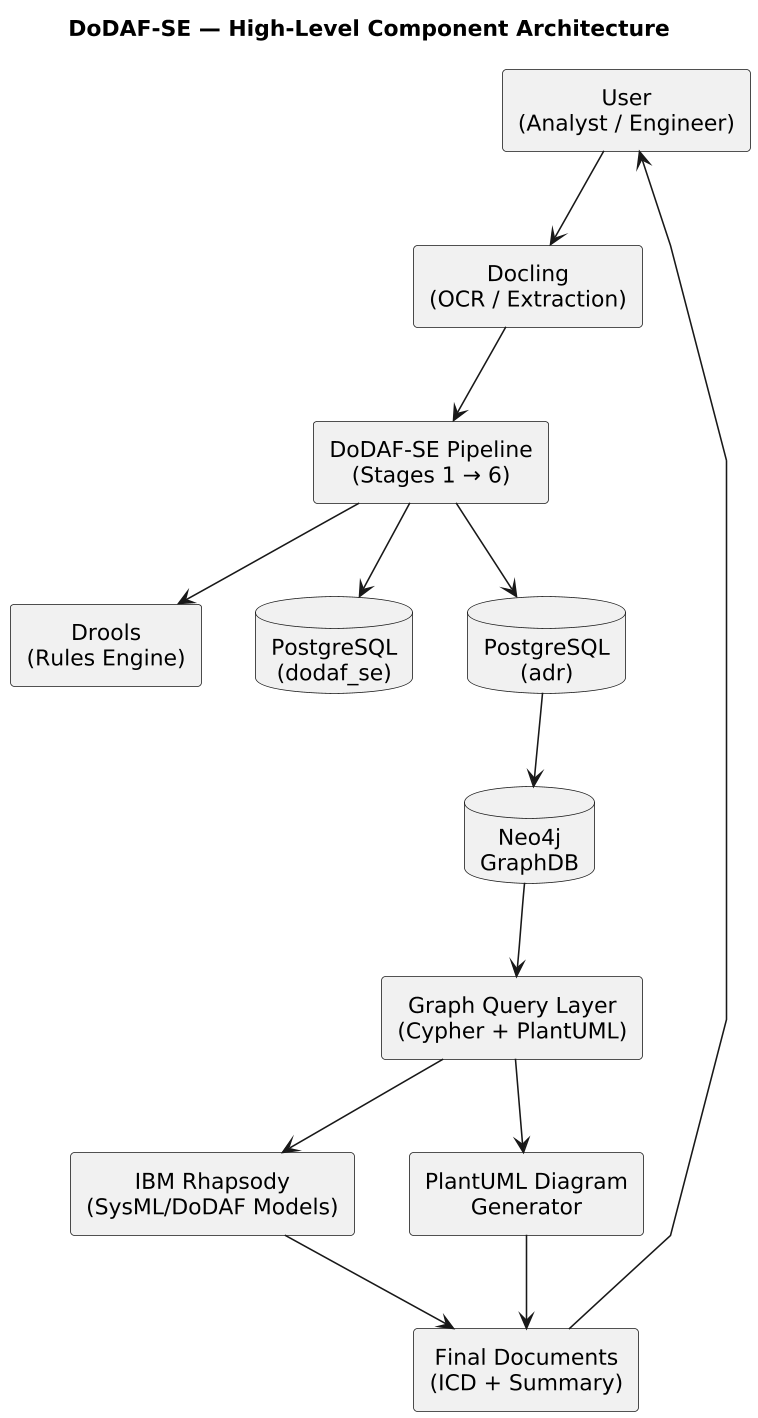 DoDAF-SE — High-Level Component Architecture
User
(Analyst / Engineer)
Docling
(OCR / Extraction)
DoDAF-SE Pipeline
(Stages 1 → 6)
Drools
(Rules Engine)
PostgreSQL
(dodaf_se)
PostgreSQL
(adr)
Neo4j
GraphDB
Graph Query Layer
(Cypher + PlantUML)
IBM Rhapsody
(SysML/DoDAF Models)
PlantUML Diagram
Generator
Final Documents
(ICD + Summary)